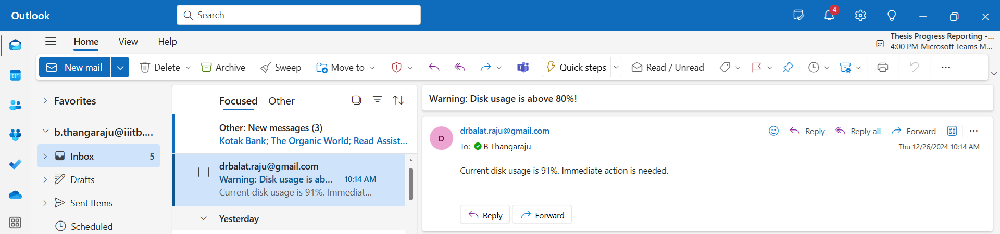 Outlook
Search
4
Home View Help
Thesis Progress Reporting -...
4:00 PM Microsoft Teams M...
New mail Delete Archive Sweep Move to Quick steps Read / Unread
Favorites
b.thangaraju@iiitb....
Inbox 5
Drafts
Sent Items
Scheduled
Focused Other
Other: New messages (3)
Kotak Bank; The Organic World; Read Assist...
drbalat.raju@gmail.com
Warning: Disk usage is ab... 10:14 AM
Current disk usage is 91%. Immediat...
Yesterday
Warning: Disk usage is above 80%!
D
drbalat.raju@gmail.com
Reply Reply all Forward
To: B Thangaraju
Thu 12/26/2024 10:14 AM
Current disk usage is 91%. Immediate action is needed.
Reply Forward